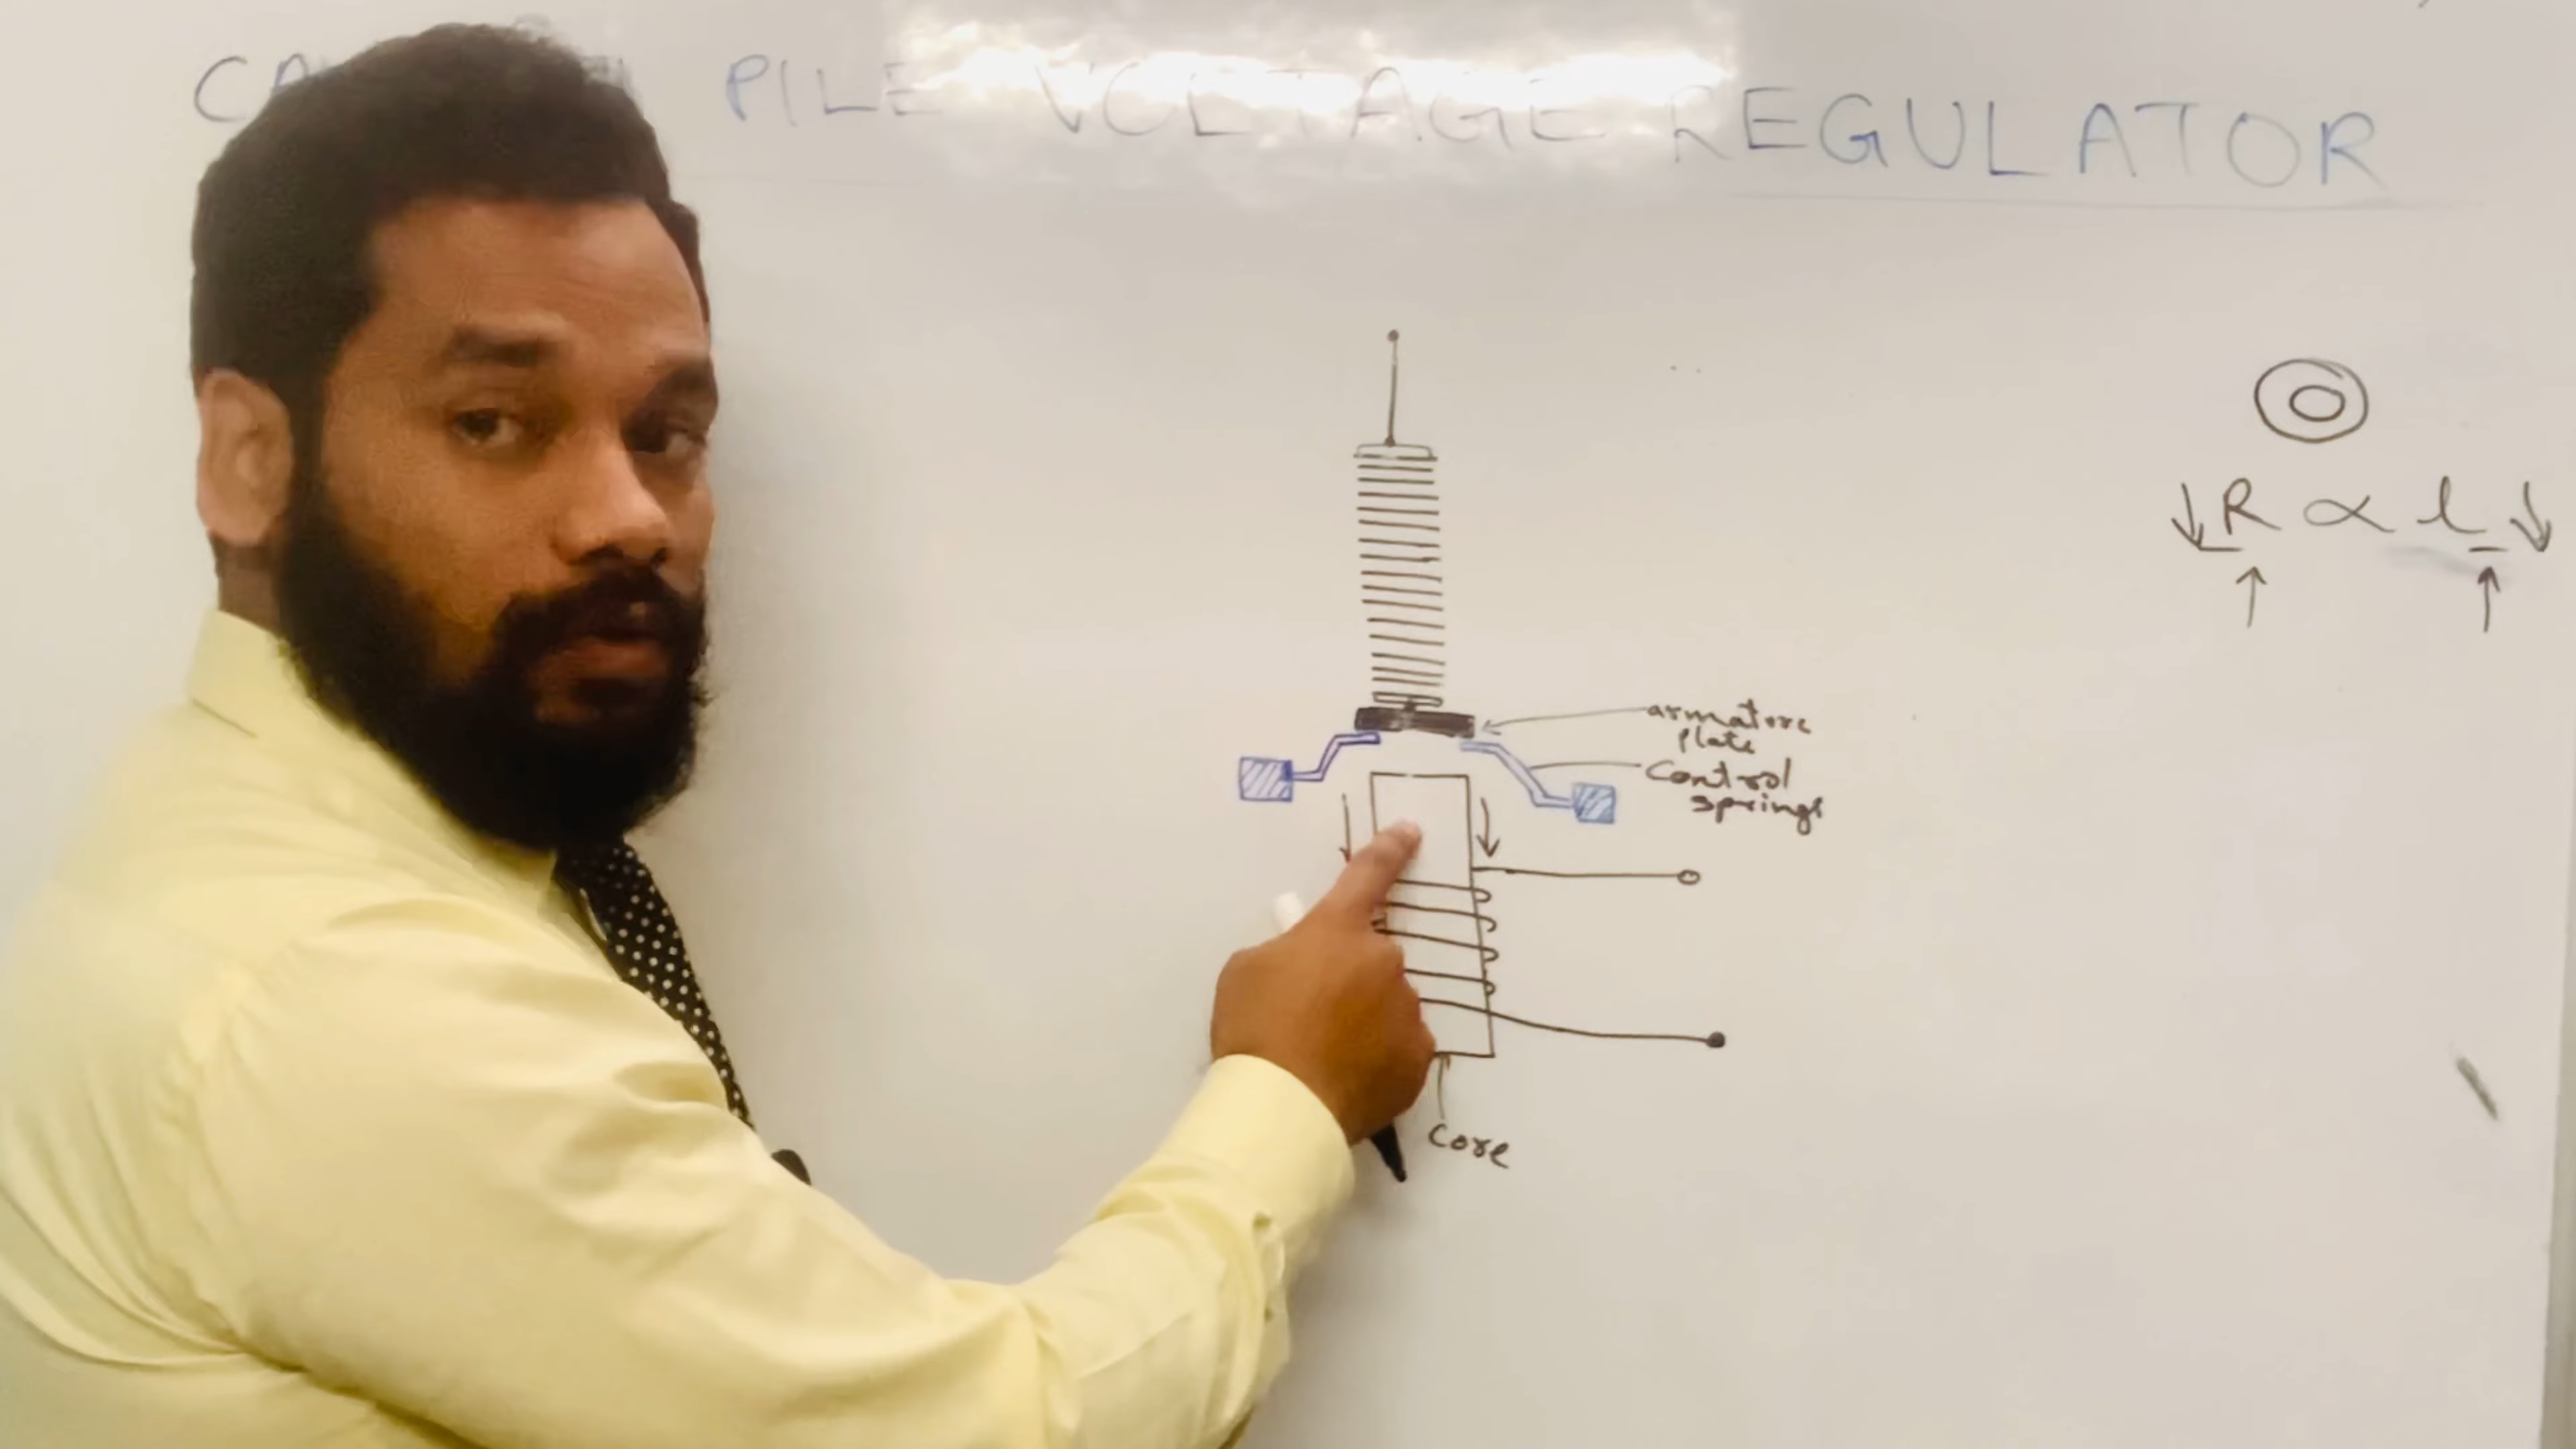 PILE VOLTAGE REGULATOR
↓R ∝ l↓
↑ ↑
armature
plate
Control
springs
Core